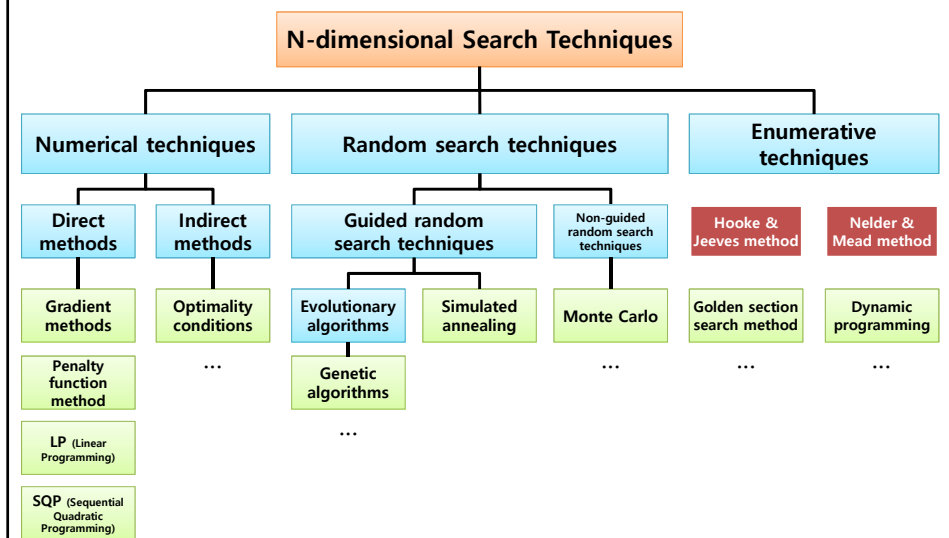 N-dimensional Search Techniques
Numerical techniques
Random search techniques
Enumerative
techniques
Direct
methods
Indirect
methods
Guided random
search techniques
Non-guided
random search
techniques
Hooke &
Jeeves method
Nelder &
Mead method
Gradient
methods
Optimality
conditions
Evolutionary
algorithms
Simulated
annealing
Monte Carlo
Golden section
search method
Dynamic
programming
Penalty
function
method
...
Genetic
algorithms
...
...
...
...
LP (Linear
Programming)
SQP (Sequential
Quadratic
Programming)